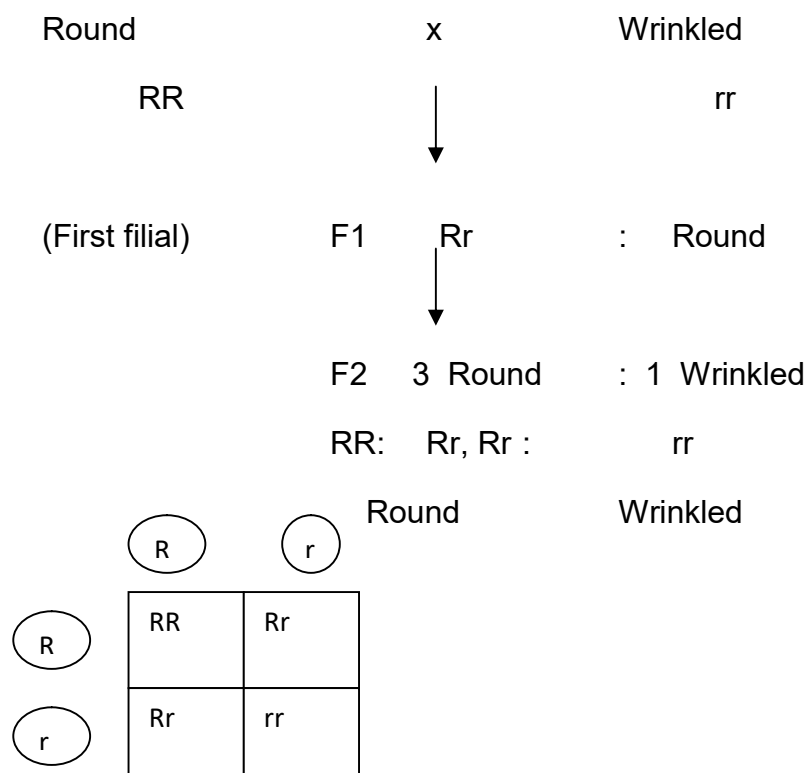 Round x Wrinkled
RR rr
(First filial) F1 Rr : Round
F2 3 Round : 1 Wrinkled
RR: Rr, Rr : rr
Round Wrinkled
R r
R RR Rr
r Rr rr